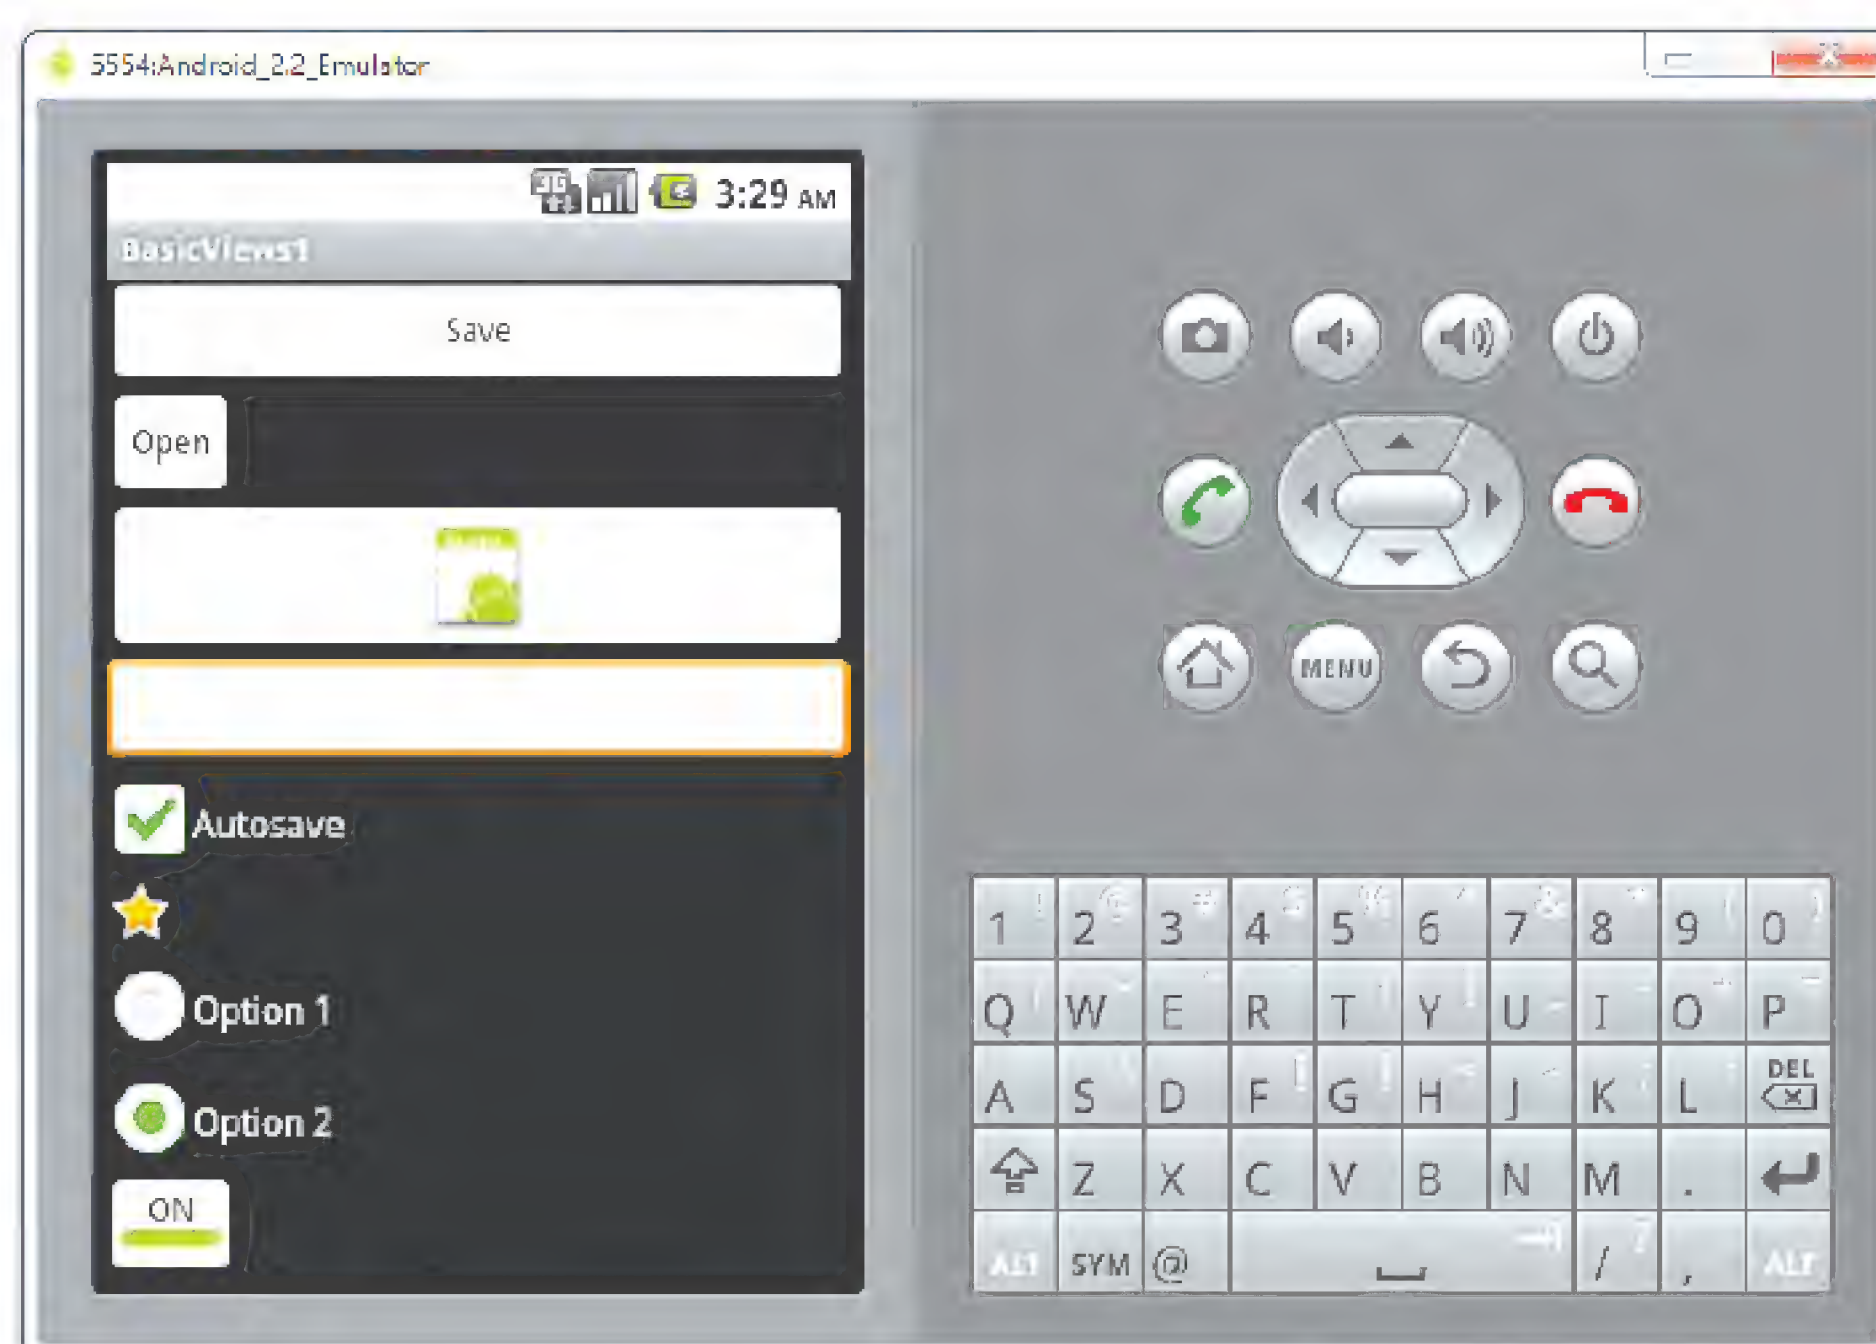 5554:Android_2.2_Emulator
3:29 AM
BasicViews1
Save
Open
Autosave
Option 1
Option 2
ON
MENU
1 2 3 4 5 6 7 8 9 0
Q W E R T Y U I O P
A S D F G H J K L DEL
Z X C V B N M .
ALT SYM @ / , ALT